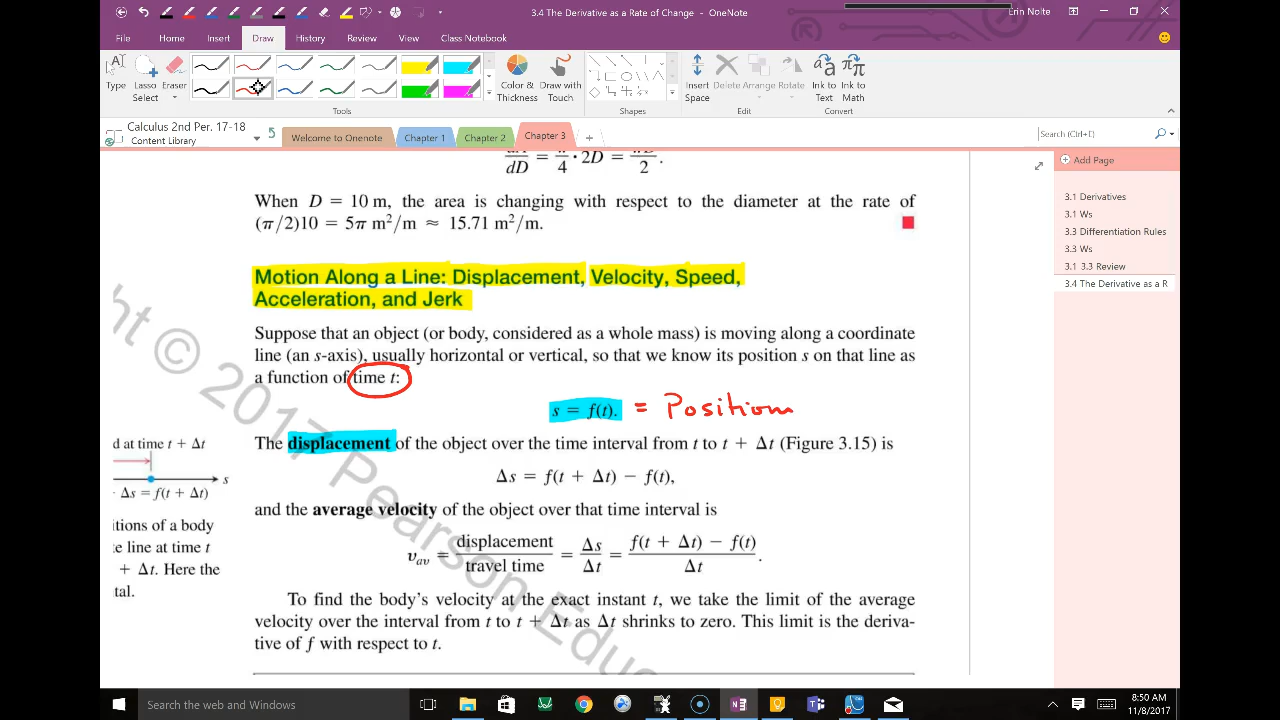 3.4 The Derivative as a Rate of Change - OneNote
Erin Nolte
File Home Insert Draw History View Class Notebook
Type
Lasso Select
Eraser
Color & Thickness
Draw with Touch
Insert Space
Delete Arrange Rotate
Ink to Text
Ink to Math
Tools Shapes Edit Convert
Calculus 2nd Per. 17-18
Content Library
Welcome to Onenote Chapter 1 Chapter 2 Chapter 3 +
Search (Ctrl+E)
Add Page
3.1 Derivatives
3.1 Ws
3.3 Differentiation Rules
3.3 Ws
3.1 3.3 Review
3.4 The Derivative as a R
dD = π/4 · 2D = πD/2.
When D = 10 m, the area is changing with respect to the diameter at the rate of
(π/2)10 = 5π m²/m ≈ 15.71 m²/m.
Motion Along a Line: Displacement, Velocity, Speed,
Acceleration, and Jerk
Suppose that an object (or body, considered as a whole mass) is moving along a coordinate
line (an s-axis), usually horizontal or vertical, so that we know its position s on that line as
a function of time t:
s = f(t). = Position
The displacement of the object over the time interval from t to t + Δt (Figure 3.15) is
Δs = f(t + Δt) − f(t),
and the average velocity of the object over that time interval is
v_av = displacement/travel time = Δs/Δt = f(t + Δt) − f(t)/Δt.
To find the body's velocity at the exact instant t, we take the limit of the average
velocity over the interval from t to t + Δt as Δt shrinks to zero. This limit is the deriva-
tive of f with respect to t.
d at time t + Δt
s
Δs = f(t + Δt)
itions of a body
e line at time t
+ Δt. Here the
tal.
ht © 2017 Pearson Educ
Search the web and Windows
8:50 AM
11/8/2017